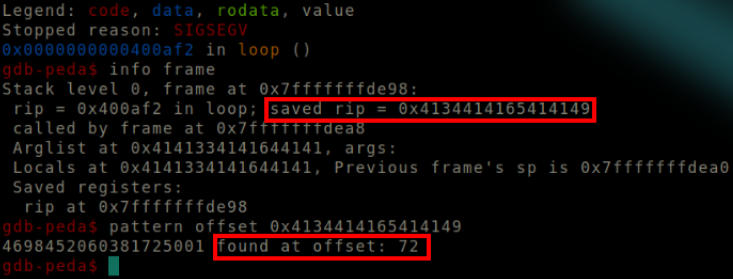 Legend: code, data, rodata, value
Stopped reason: SIGSEGV
0x0000000000400af2 in loop ()
gdb-peda$ info frame
Stack level 0, frame at 0x7fffffffde98:
rip = 0x400af2 in loop; saved rip = 0x4134414165414149
called by frame at 0x7fffffffdea8
Arglist at 0x4141334141644141, args:
Locals at 0x4141334141644141, Previous frame's sp is 0x7fffffffdea0
Saved registers:
rip at 0x7fffffffde98
gdb-peda$ pattern offset 0x4134414165414149
4698452060381725001 found at offset: 72
gdb-peda$